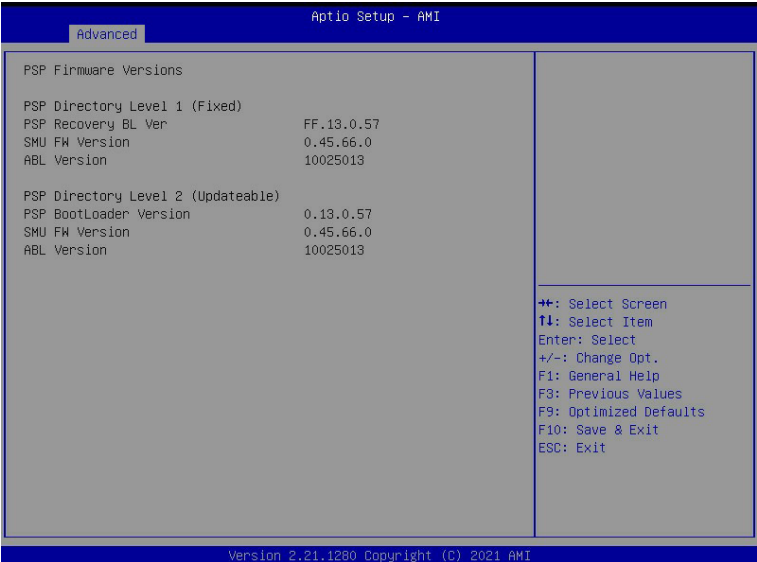 Aptio Setup – AMI
Advanced
PSP Firmware Versions
PSP Directory Level 1 (Fixed)
PSP Recovery BL Ver FF.13.0.57
SMU FW Version 0.45.66.0
ABL Version 10025013
PSP Directory Level 2 (Updateable)
PSP BootLoader Version 0.13.0.57
SMU FW Version 0.45.66.0
ABL Version 10025013
→←: Select Screen
↑↓: Select Item
Enter: Select
+/-: Change Opt.
F1: General Help
F3: Previous Values
F9: Optimized Defaults
F10: Save & Exit
ESC: Exit
Version 2.21.1280 Copyright (C) 2021 AMI